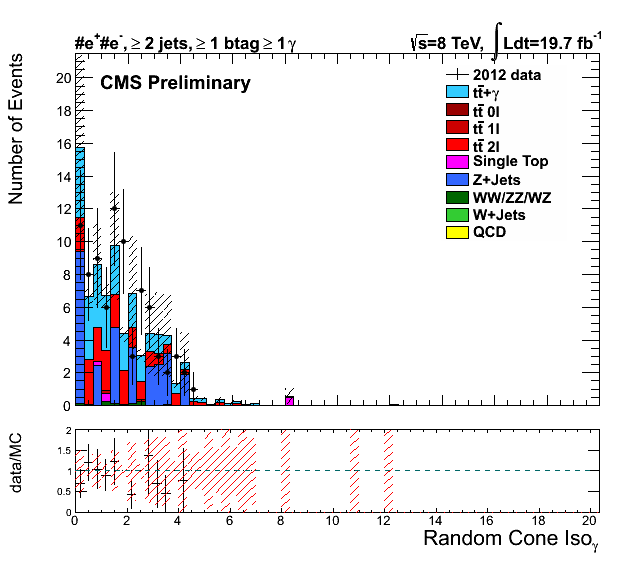 #e⁺#e⁻, ≥ 2 jets, ≥ 1 btag ≥ 1 γ
√s=8 TeV, ∫ Ldt=19.7 fb⁻¹
CMS Preliminary
Number of Events
20
18
16
14
12
10
8
6
4
2
0
2012 data
tt̄+γ
tt̄ 0l
tt̄ 1l
tt̄ 2l
Single Top
Z+Jets
WW/ZZ/WZ
W+Jets
QCD
data/MC
2
1.5
1
0.5
0
0 2 4 6 8 10 12 14 16 18 20
Random Cone Iso_γ